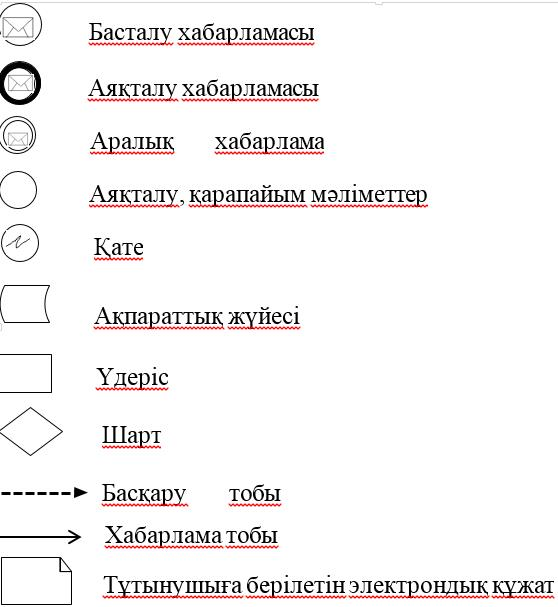 Басталу хабарламасы
Аяқталу хабарламасы
Аралық хабарлама
Аяқталу, қарапайым мәліметтер
Қате
Ақпараттық жүйесі
Үдеріс
Шарт
Басқару тобы
Хабарлама тобы
Тұтынушыға берілетін электрондық құжат